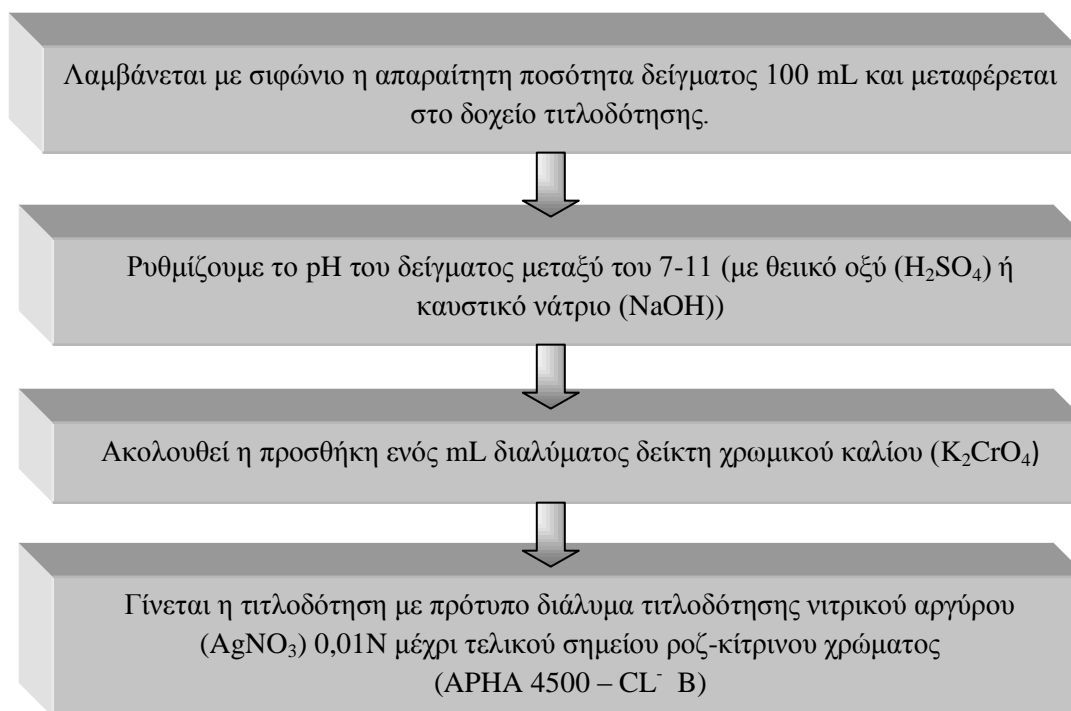 Λαμβάνεται με σιφώνιο η απαραίτητη ποσότητα δείγματος 100 mL και μεταφέρεται
στο δοχείο τιτλοδότησης.
Ρυθμίζουμε το pH του δείγματος μεταξύ του 7-11 (με θειικό οξύ (H₂SO₄) ή
καυστικό νάτριο (NaOH))
Ακολουθεί η προσθήκη ενός mL διαλύματος δείκτη χρωμικού καλίου (K₂CrO₄)
Γίνεται η τιτλοδότηση με πρότυπο διάλυμα τιτλοδότησης νιτρικού αργύρου
(AgNO₃) 0,01N μέχρι τελικού σημείου ροζ-κίτρινου χρώματος
(APHA 4500 – CL⁻ B)